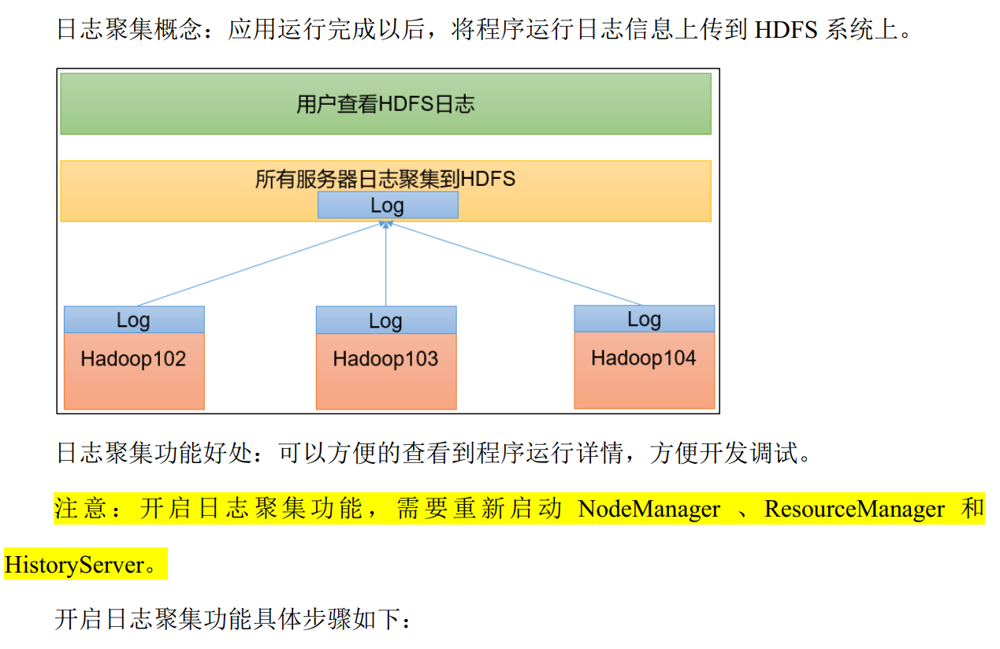 日志聚集概念：应用运行完成以后，将程序运行日志信息上传到 HDFS 系统上。
用户查看HDFS日志
所有服务器日志聚集到HDFS
Log
Log
Log
Log
Hadoop102
Hadoop103
Hadoop104
日志聚集功能好处：可以方便的查看到程序运行详情，方便开发调试。
注意：开启日志聚集功能，需要重新启动 NodeManager 、ResourceManager 和
HistoryServer。
开启日志聚集功能具体步骤如下：